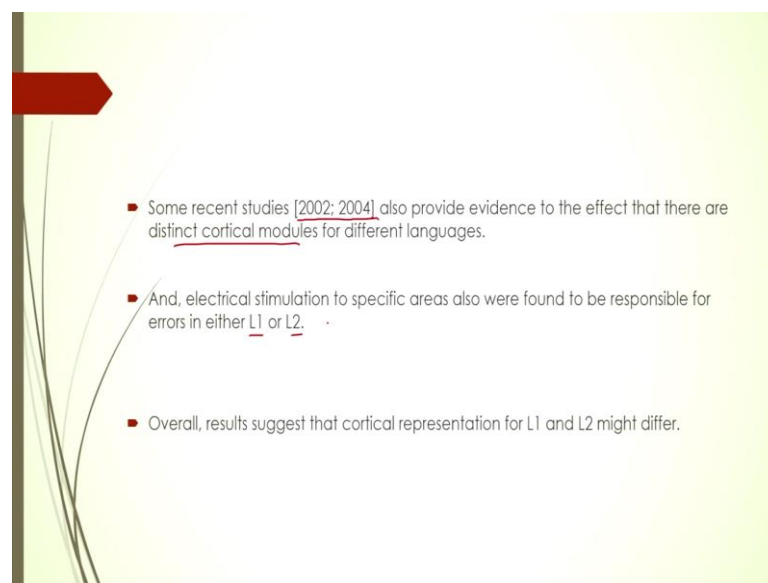 Some recent studies [2002; 2004] also provide evidence to the effect that there are
distinct cortical modules for different languages.
And, electrical stimulation to specific areas also were found to be responsible for
errors in either L1 or L2.
Overall, results suggest that cortical representation for L1 and L2 might differ.